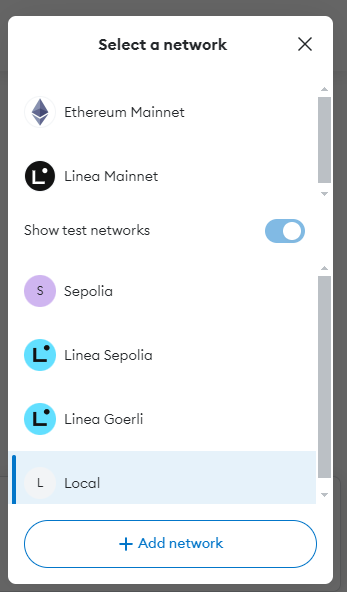 Select a network
Ethereum Mainnet
Linea Mainnet
Show test networks
S Sepolia
Linea Sepolia
Linea Goerli
L Local
+ Add network